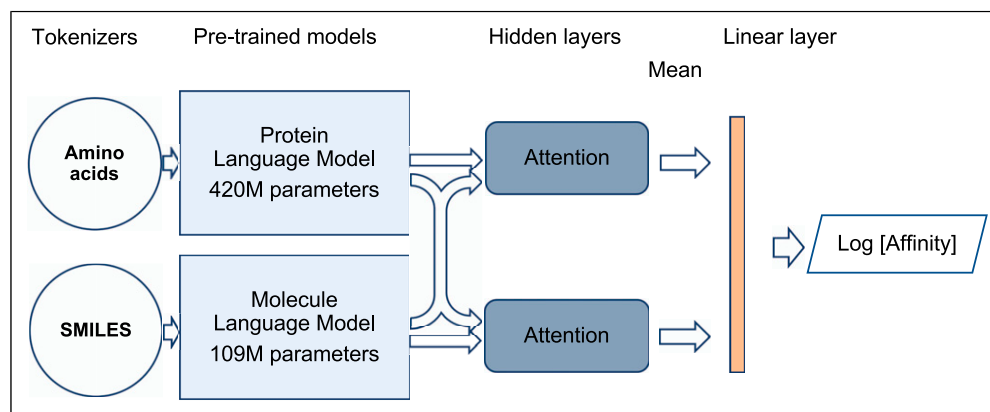 Tokenizers
Pre-trained models
Hidden layers
Linear layer
Mean
Amino
acids
Protein
Language Model
420M parameters
Attention
Log [Affinity]
SMILES
Molecule
Language Model
109M parameters
Attention